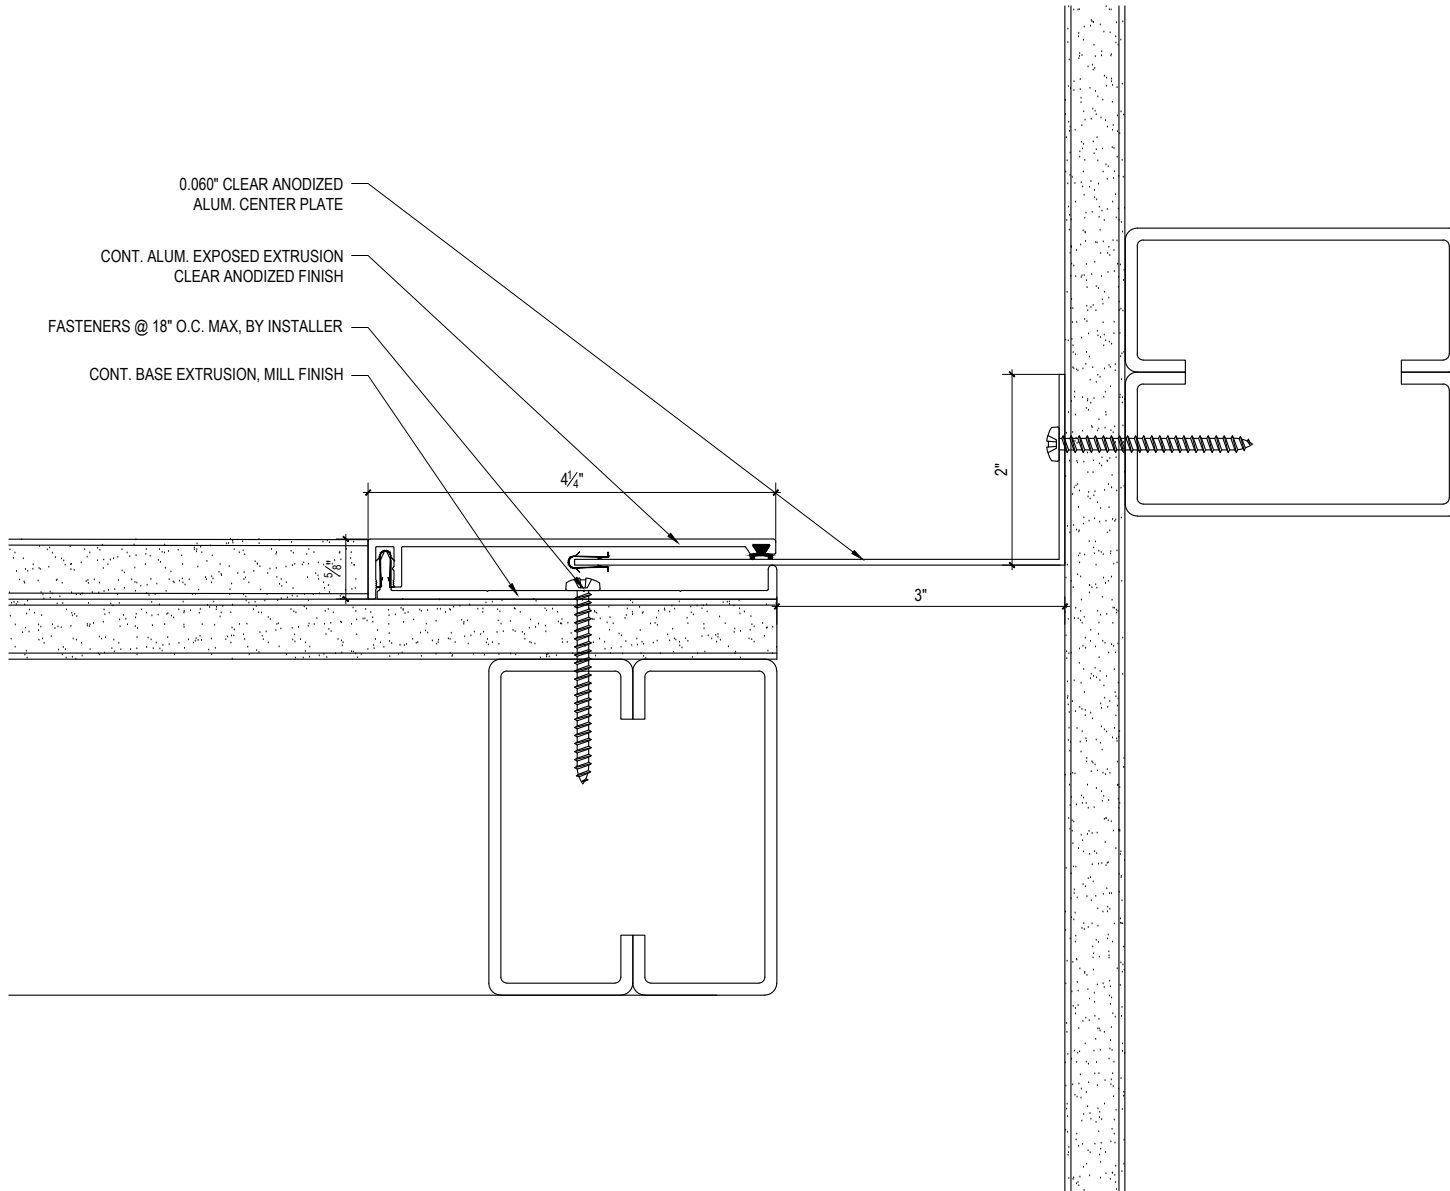 0.060" CLEAR ANODIZED
ALUM. CENTER PLATE
CONT. ALUM. EXPOSED EXTRUSION
CLEAR ANODIZED FINISH
FASTENERS @ 18" O.C. MAX, BY INSTALLER
CONT. BASE EXTRUSION, MILL FINISH
4¼"
2"
⅝"
3"